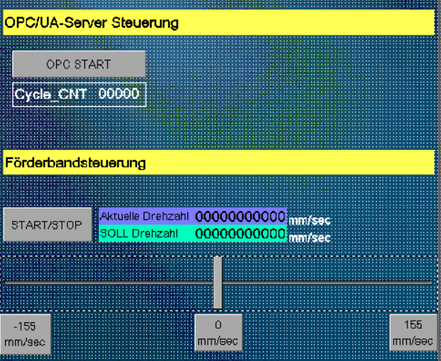 OPC/UA-Server Steuerung
OPC START
Cycle_CNT 00000
Förderbandsteuerung
START/STOP
Aktuelle Drehzahl 00000000000 mm/sec
SOLL Drehzahl 00000000000 mm/sec
-155
mm/sec
0
mm/sec
155
mm/sec